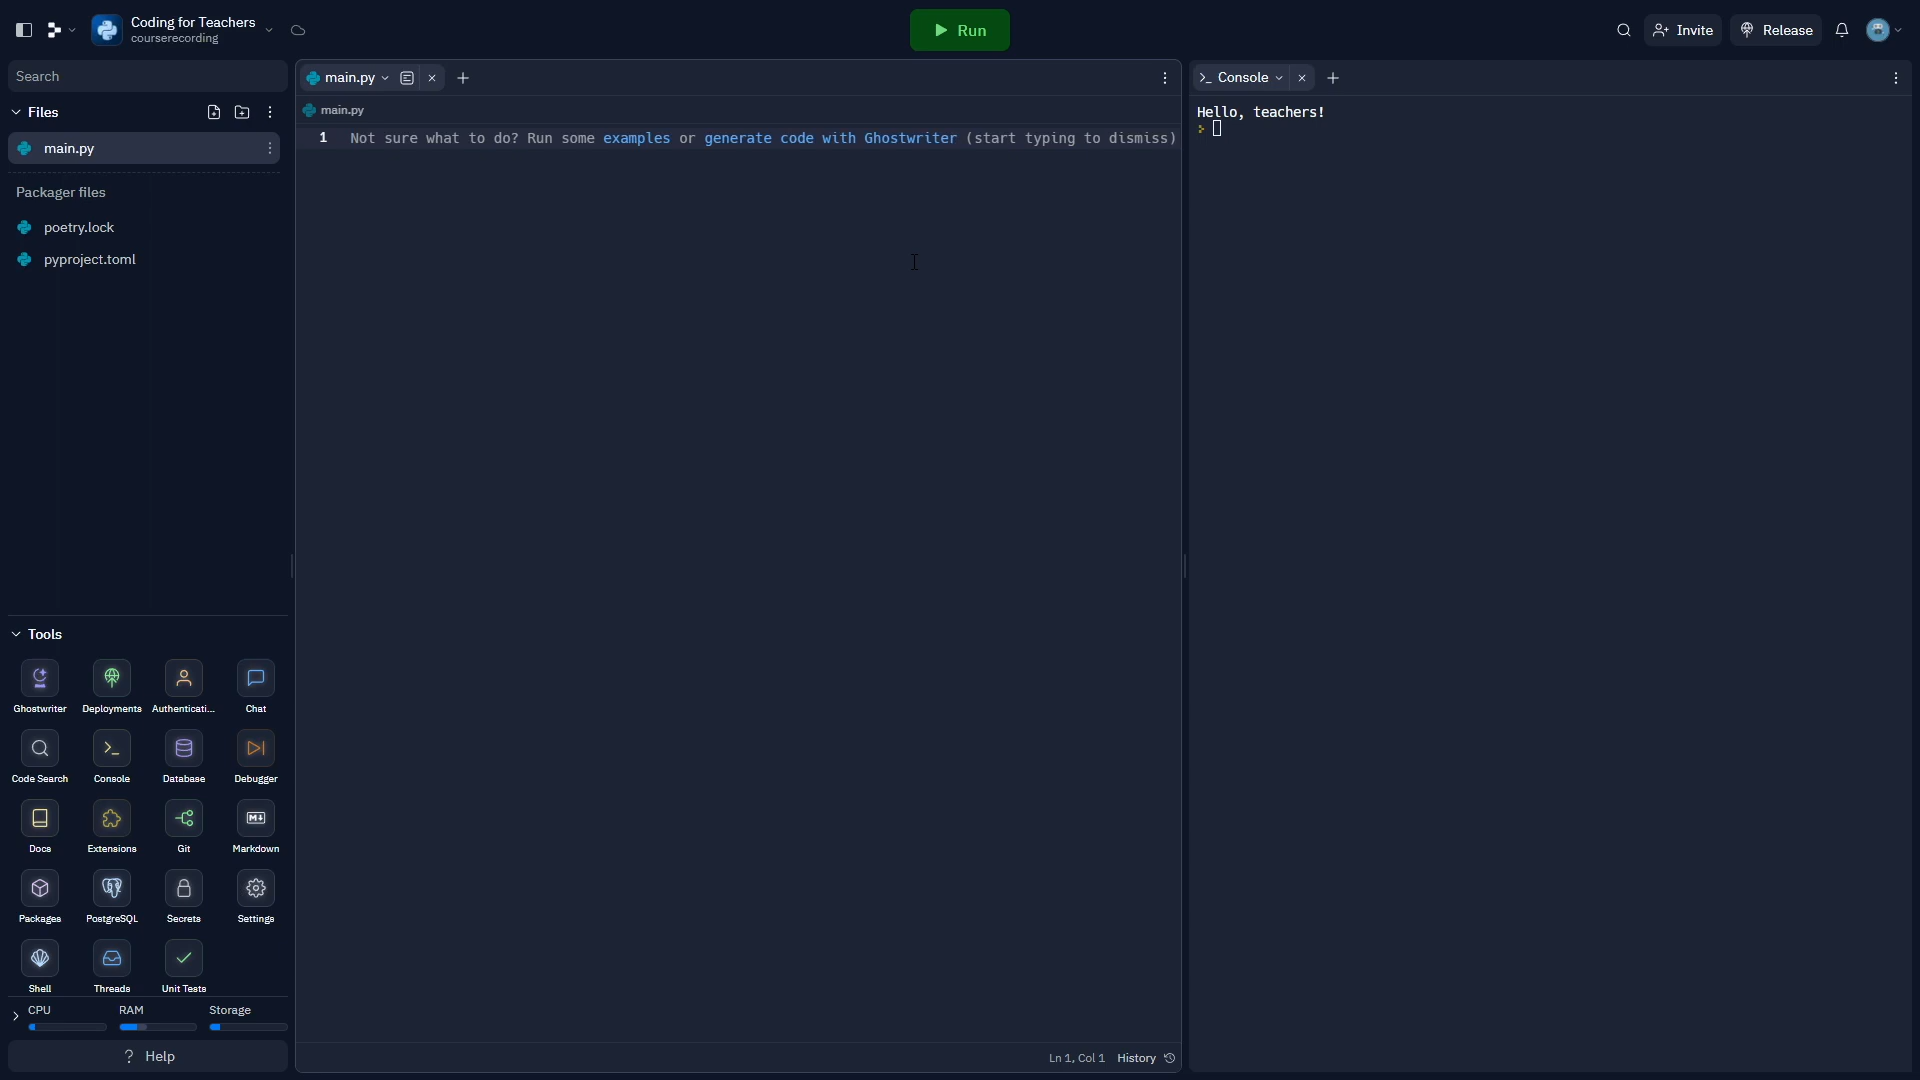 Coding for Teachers
courserecording
Run
Invite
Release
Search
Files
main.py
Packager files
poetry.lock
pyproject.toml
main.py
main.py
1 Not sure what to do? Run some examples or generate code with Ghostwriter (start typing to dismiss)
>_ Console
Hello, teachers!
Tools
Ghostwriter Deployments Authenticati... Chat
Code Search Console Database Debugger
Docs Extensions Git Markdown
Packages PostgreSQL Secrets Settings
Shell Threads Unit Tests
CPU RAM Storage
? Help
Ln 1, Col 1 History